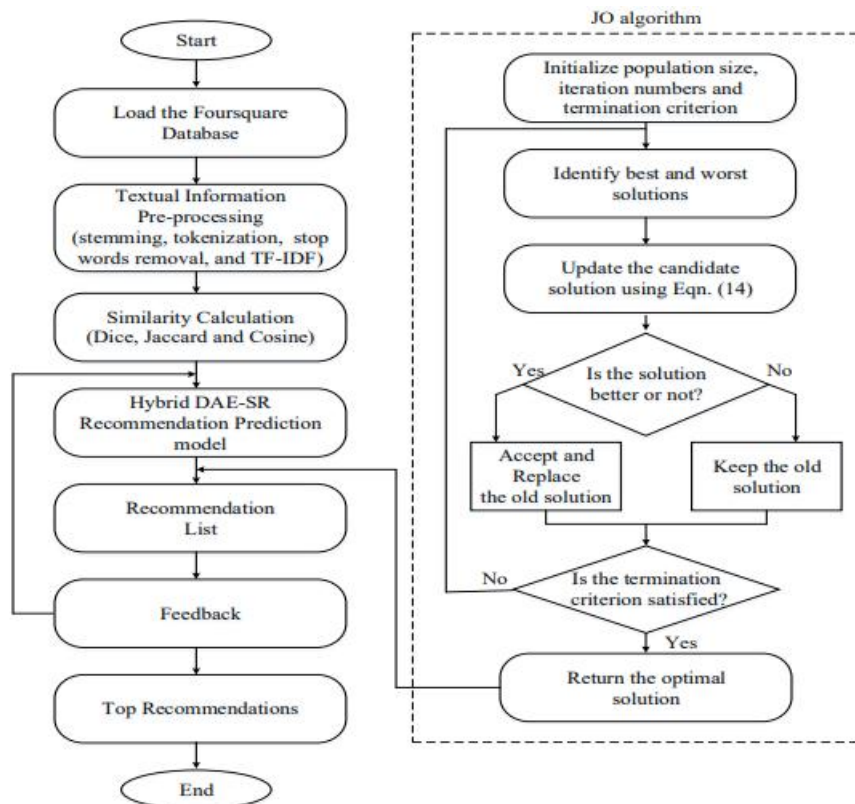 Start
Load the Foursquare
Database
Textual Information
Pre-processing
(stemming, tokenization, stop
words removal, and TF-IDF)
Similarity Calculation
(Dice, Jaccard and Cosine)
Hybrid DAE-SR
Recommendation Prediction
model
Recommendation
List
Feedback
Top Recommendations
End
JO algorithm
Initialize population size,
iteration numbers and
termination criterion
Identify best and worst
solutions
Update the candidate
solution using Eqn. (14)
Yes
Is the solution
better or not?
No
Accept and
Replace
the old solution
Keep the old
solution
No
Is the termination
criterion satisfied?
Yes
Return the optimal
solution